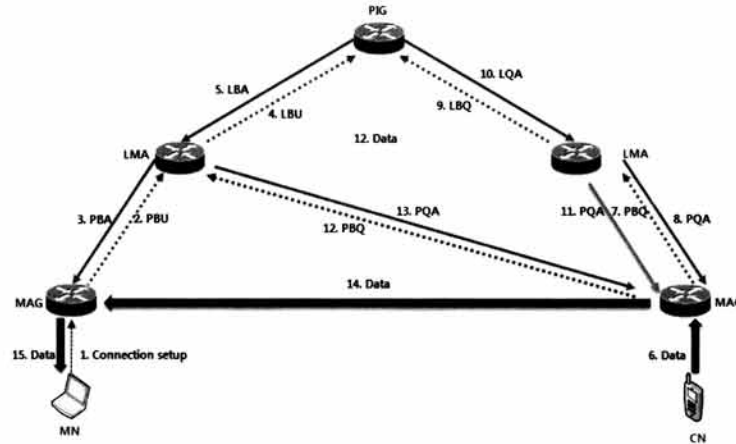 PIG
5. LBA
10. LQA
4. LBU
9. LBQ
12. Data
LMA
LMA
3. PBA
2. PBU
13. PQA
12. PBQ
11. PQA
7. PBQ
8. PQA
MAG
14. Data
MAG
15. Data
1. Connection setup
6. Data
MN
CN